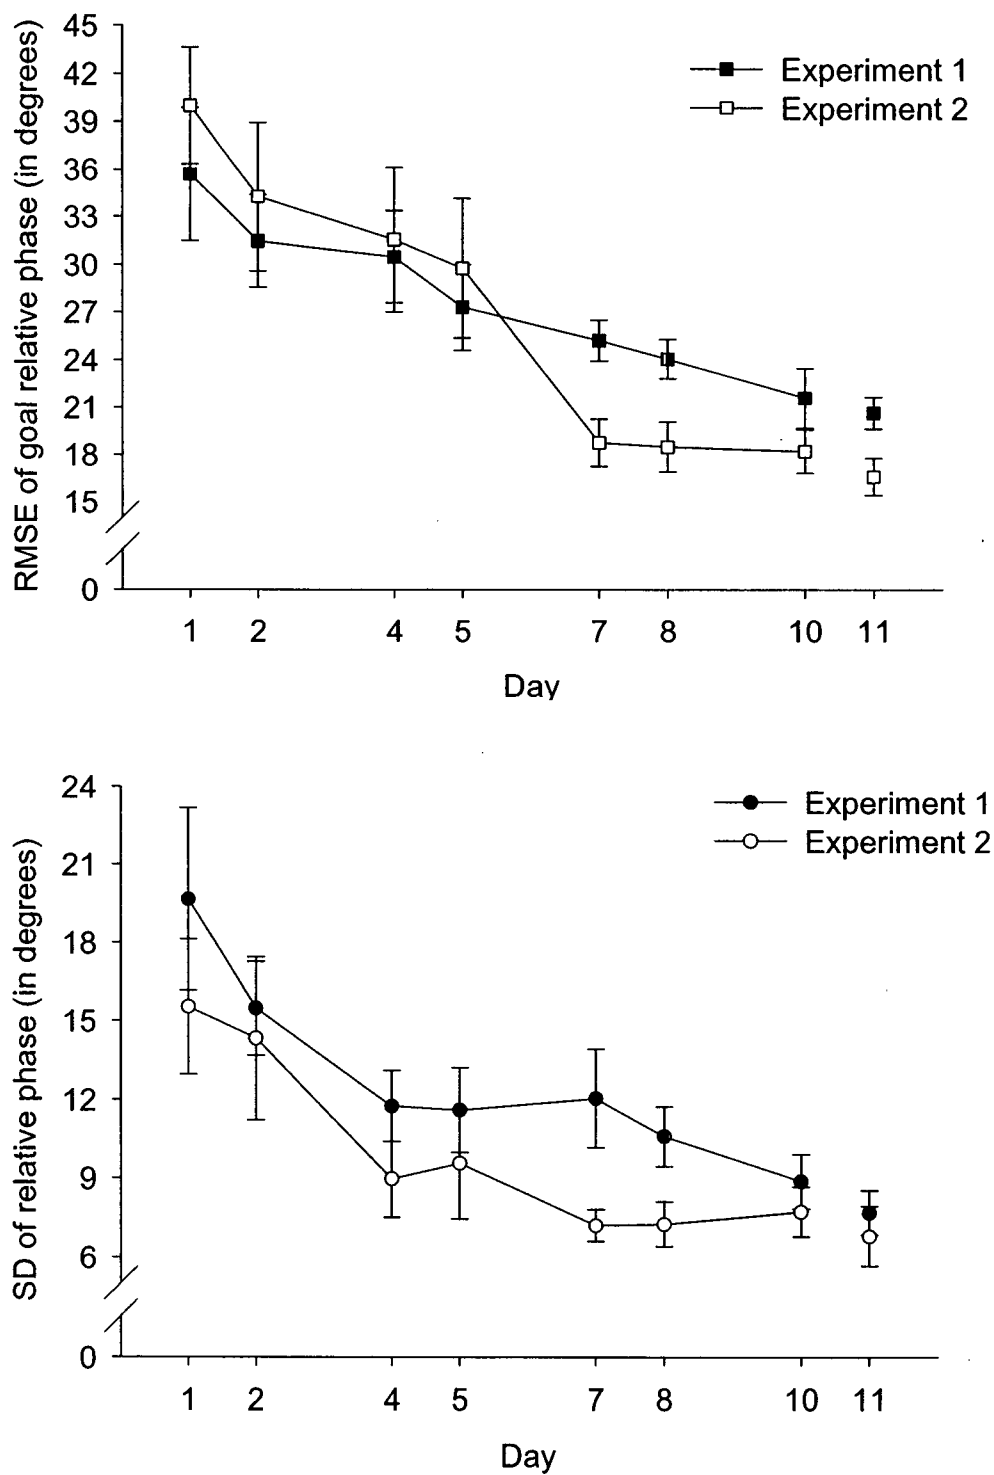 RMSE of goal relative phase (in degrees)
45
42
39
36
33
30
27
24
21
18
15
0
Experiment 1
Experiment 2
1 2 4 5 7 8 10 11
Day
SD of relative phase (in degrees)
24
21
18
15
12
9
6
0
Experiment 1
Experiment 2
1 2 4 5 7 8 10 11
Day